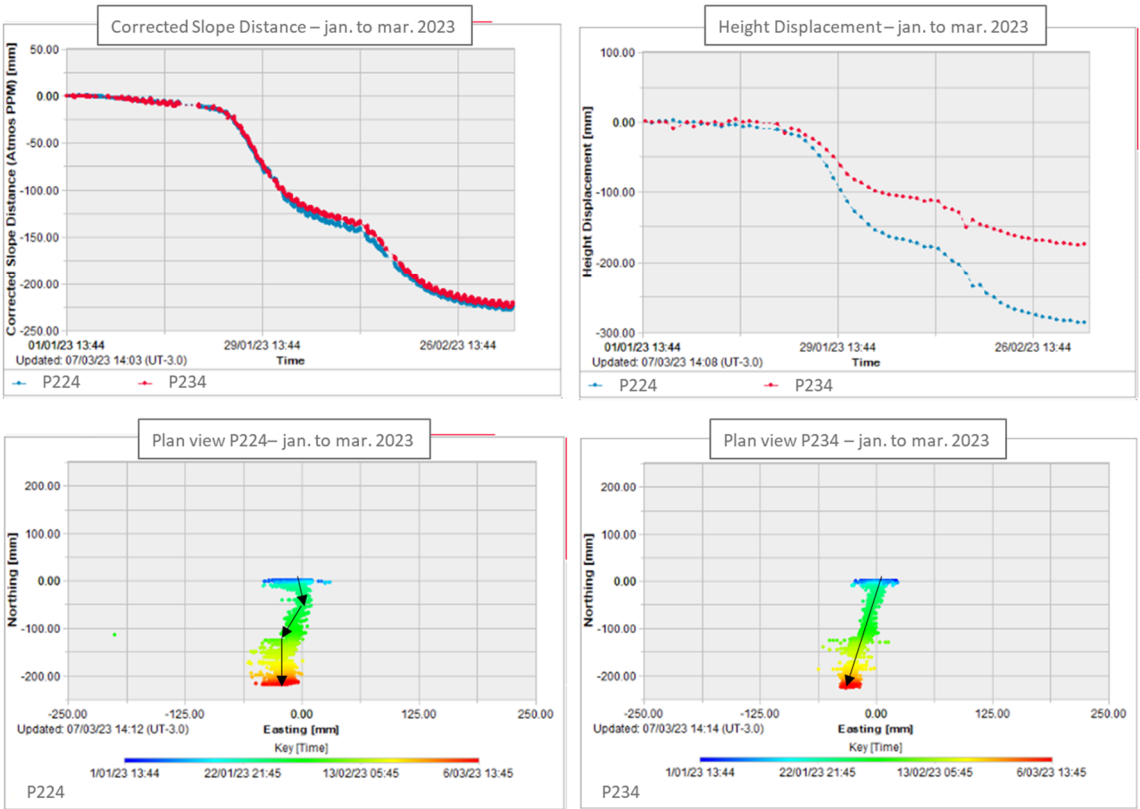 Corrected Slope Distance – jan. to mar. 2023
Corrected Slope Distance (Atmos PPM) [mm]
50.00
0.00
-50.00
-100.00
-150.00
-200.00
-250.00
01/01/23 13:44
29/01/23 13:44
26/02/23 13:44
Updated: 07/03/23 14:03 (UT-3.0)
Time
P224
P234
Height Displacement – jan. to mar. 2023
Height Displacement [mm]
100.00
0.00
-100.00
-200.00
-300.00
01/01/23 13:44
29/01/23 13:44
26/02/23 13:44
Updated: 07/03/23 14:08 (UT-3.0)
Time
P224
P234
Plan view P224– jan. to mar. 2023
Northing [mm]
200.00
100.00
0.00
-100.00
-200.00
-250.00
-125.00
0.00
125.00
250.00
Updated: 07/03/23 14:12 (UT-3.0)
Easting [mm]
Key [Time]
1/01/23 13:44
22/01/23 21:45
13/02/23 05:45
6/03/23 13:45
P224
Plan view P234 – jan. to mar. 2023
Northing [mm]
200.00
100.00
0.00
-100.00
-200.00
-250.00
-125.00
0.00
125.00
250.00
Updated: 07/03/23 14:14 (UT-3.0)
Easting [mm]
Key [Time]
1/01/23 13:44
22/01/23 21:45
13/02/23 05:45
6/03/23 13:45
P234